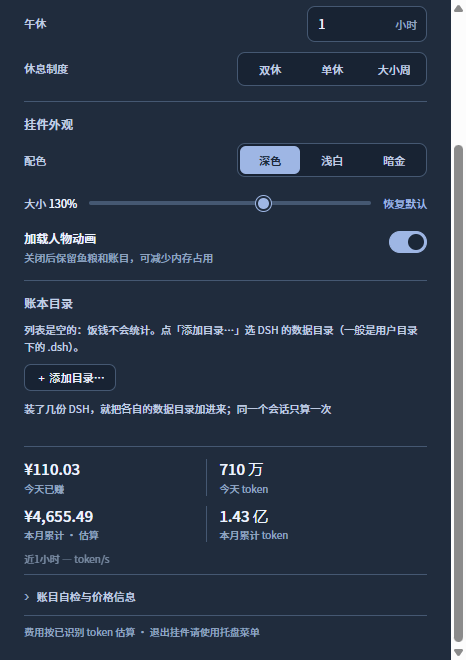 午休
1 小时
休息制度
双休 单休 大小周
挂件外观
配色
深色 浅白 暗金
大小 130% 恢复默认
加载人物动画
关闭后保留鱼粮和账目，可减少内存占用
账本目录
列表是空的：饭钱不会统计。点「添加目录…」选 DSH 的数据目录（一般是用户目录
下的 .dsh）。
+ 添加目录…
装了几份 DSH，就把各自的数据目录加进来；同一个会话只算一次
¥110.03 710 万
今天已赚 今天 token
¥4,655.49 1.43 亿
本月累计 · 估算 本月累计 token
近1小时 — token/s
› 账目自检与价格信息
费用按已识别 token 估算 · 退出挂件请使用托盘菜单